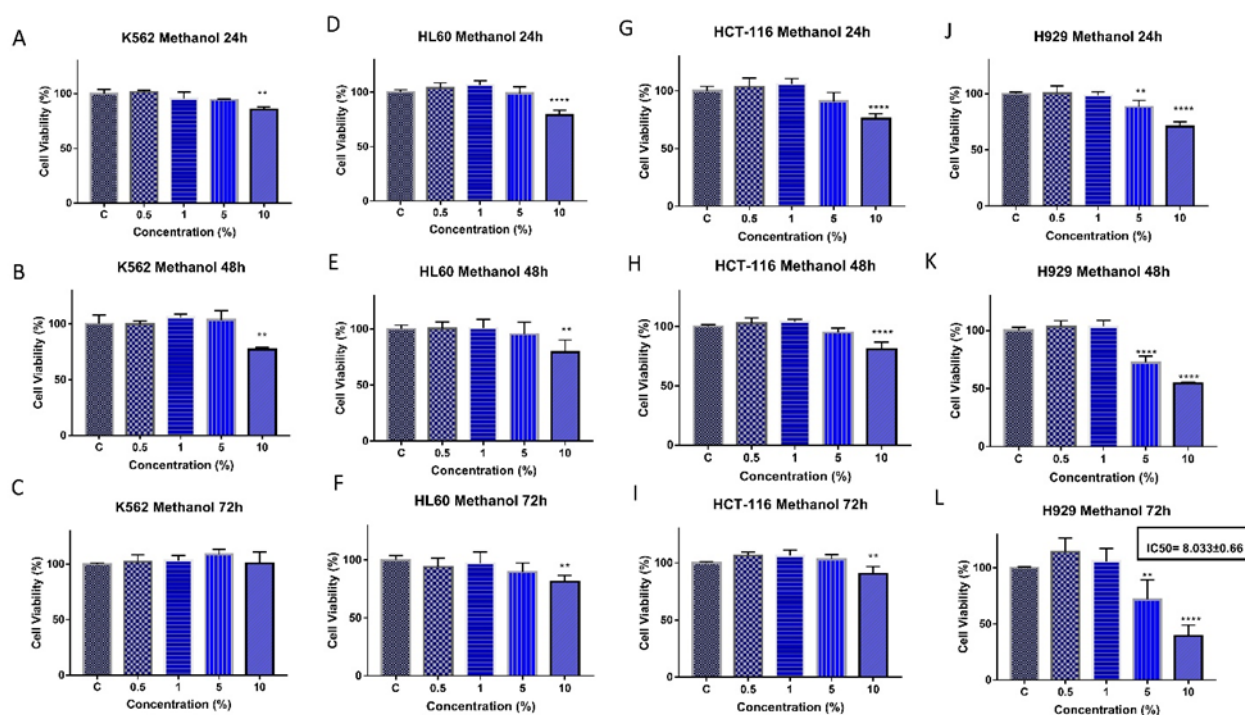 A
K562 Methanol 24h
Cell Viability (%)
100
50
0
**
C 0.5 1 5 10
Concentration (%)
B
K562 Methanol 48h
Cell Viability (%)
100
50
0
**
C 0.5 1 5 10
Concentration (%)
C
K562 Methanol 72h
Cell Viability (%)
100
50
0
C 0.5 1 5 10
Concentration (%)
D
HL60 Methanol 24h
Cell Viability (%)
100
50
0
****
C 0.5 1 5 10
Concentration (%)
E
HL60 Methanol 48h
Cell Viability (%)
100
50
0
**
C 0.5 1 5 10
Concentration (%)
F
HL60 Methanol 72h
Cell Viability (%)
100
50
0
**
C 0.5 1 5 10
Concentration (%)
G
HCT-116 Methanol 24h
Cell Viability (%)
100
50
0
****
C 0.5 1 5 10
Concentration (%)
H
HCT-116 Methanol 48h
Cell Viability (%)
100
50
0
****
C 0.5 1 5 10
Concentration (%)
I
HCT-116 Methanol 72h
Cell Viability (%)
100
50
0
**
C 0.5 1 5 10
Concentration (%)
J
H929 Methanol 24h
Cell Viability (%)
100
50
0
** ****
C 0.5 1 5 10
Concentration (%)
K
H929 Methanol 48h
Cell Viability (%)
100
50
0
**** ****
C 0.5 1 5 10
Concentration (%)
L
H929 Methanol 72h
IC50= 8.033±0.66
Cell Viability (%)
100
50
0
** ****
C 0.5 1 5 10
Concentration (%)